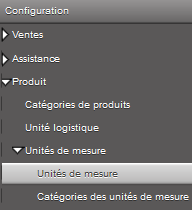 Configuration
Ventes
Assistance
Produit
Catégories de produits
Unité logistique
Unités de mesure
Unités de mesure
Catégories des unités de mesure